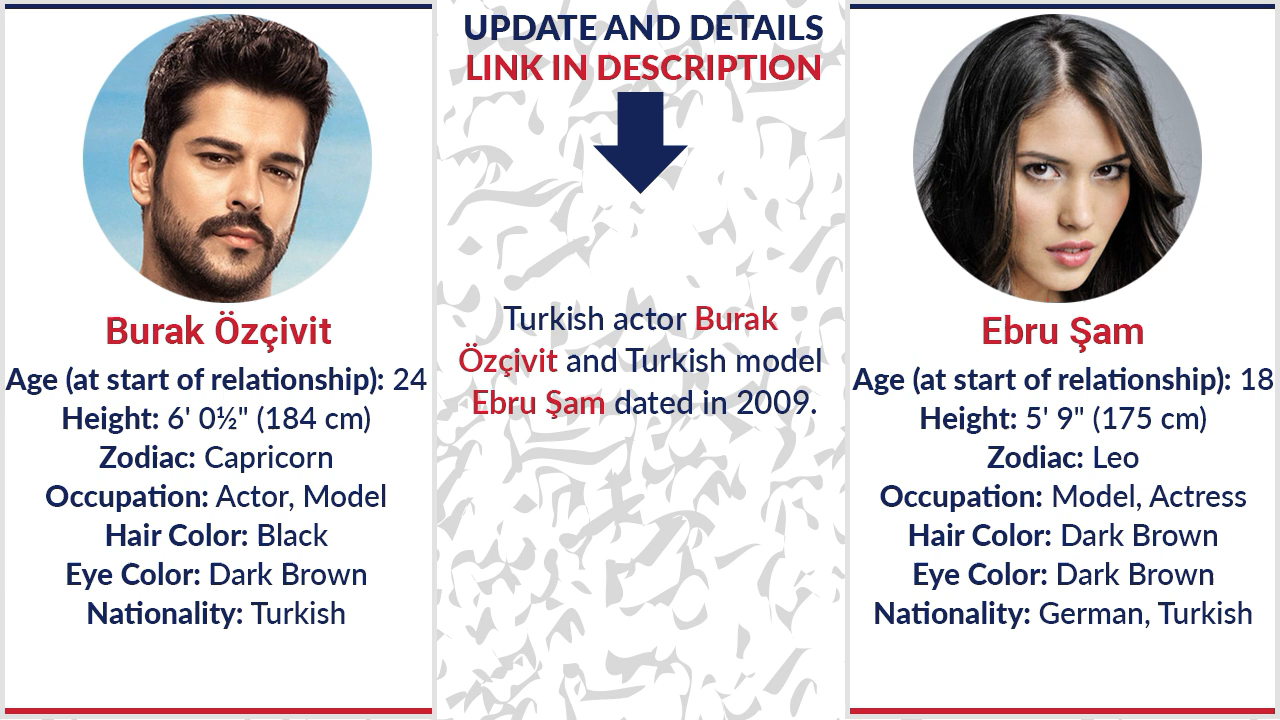 Burak Özçivit
Age (at start of relationship): 24
Height: 6' 0½" (184 cm)
Zodiac: Capricorn
Occupation: Actor, Model
Hair Color: Black
Eye Color: Dark Brown
Nationality: Turkish
UPDATE AND DETAILS
LINK IN DESCRIPTION
Turkish actor Burak
Özçivit and Turkish model
Ebru Şam dated in 2009.
Ebru Şam
Age (at start of relationship): 18
Height: 5' 9" (175 cm)
Zodiac: Leo
Occupation: Model, Actress
Hair Color: Dark Brown
Eye Color: Dark Brown
Nationality: German, Turkish